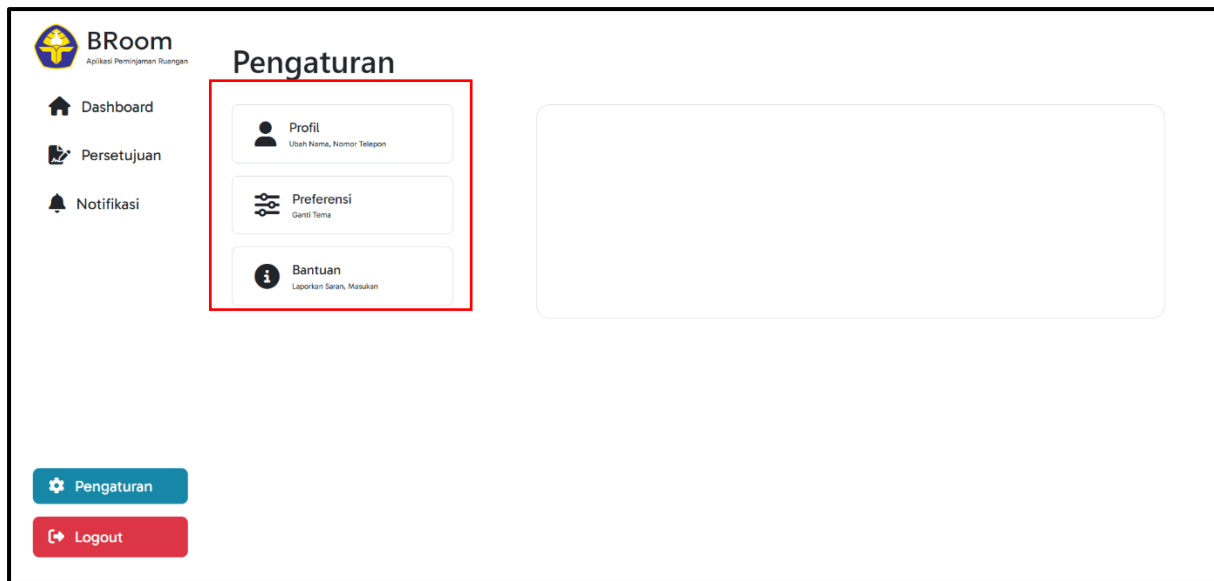 BRoom
Aplikasi Peminjaman Ruangan
Dashboard
Persetujuan
Notifikasi
Pengaturan
Logout
Pengaturan
Profil
Ubah Nama, Nomor Telepon
Preferensi
Ganti Tema
Bantuan
Laporkan Saran, Masukan